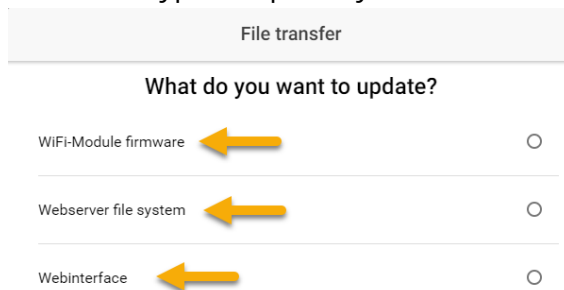 File transfer
What do you want to update?
WiFi-Module firmware
Webserver file system
Webinterface